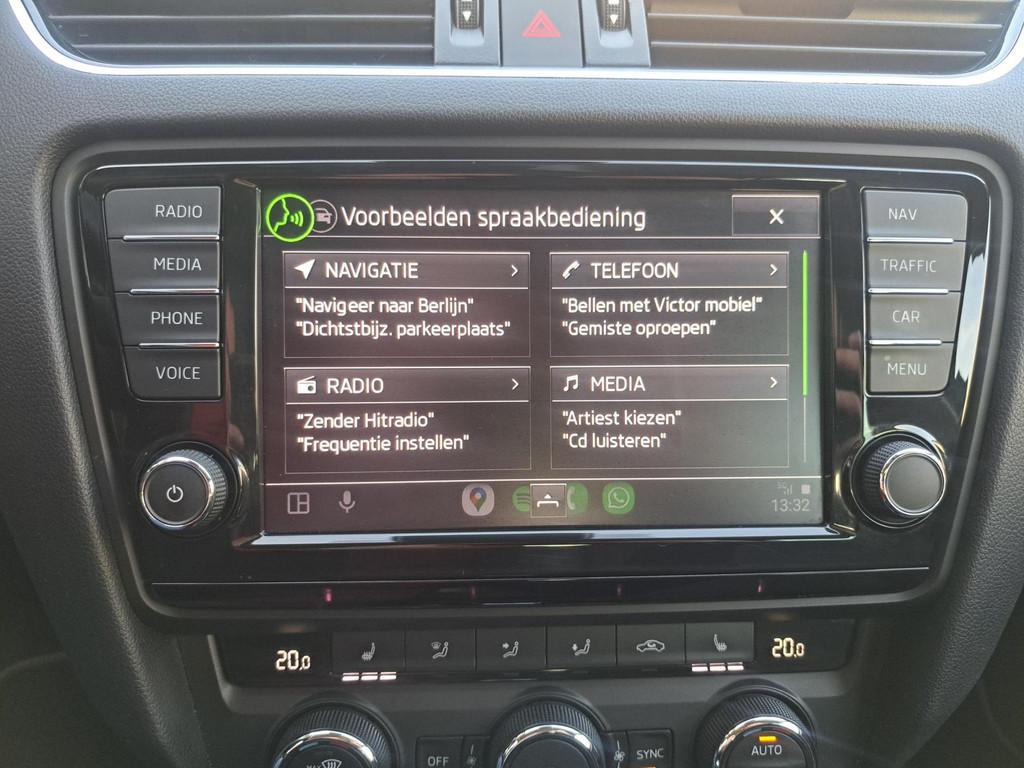 Voorbeelden spraakbediening
RADIO
MEDIA
PHONE
VOICE
NAV
TRAFFIC
CAR
MENU
NAVIGATIE
"Navigeer naar Berlijn"
"Dichtstbijz. parkeerplaats"
TELEFOON
"Bellen met Victor mobiel"
"Gemiste oproepen"
RADIO
"Zender Hitradio"
"Frequentie instellen"
MEDIA
"Artiest kiezen"
"Cd luisteren"
13:32
20.0
20.0
MAX
OFF
SYNC
AUTO